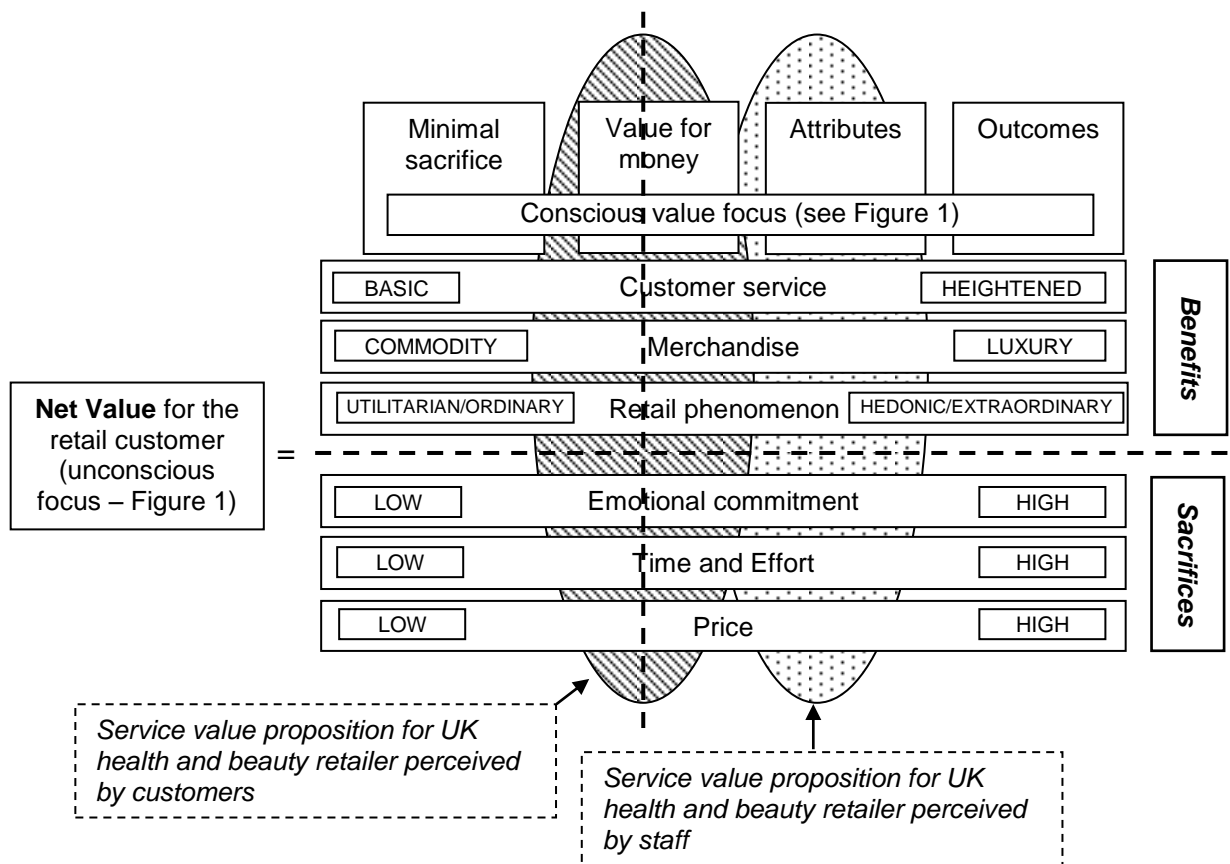 Minimal
sacrifice
Value for
money
Attributes
Outcomes
Conscious value focus (see Figure 1)
BASIC
Customer service
HEIGHTENED
COMMODITY
Merchandise
LUXURY
UTILITARIAN/ORDINARY
Retail phenomenon
HEDONIC/EXTRAORDINARY
Benefits
Net Value for the
retail customer
(unconscious
focus – Figure 1)
=
LOW
Emotional commitment
HIGH
LOW
Time and Effort
HIGH
LOW
Price
HIGH
Sacrifices
Service value proposition for UK
health and beauty retailer perceived
by customers
Service value proposition for UK
health and beauty retailer perceived
by staff